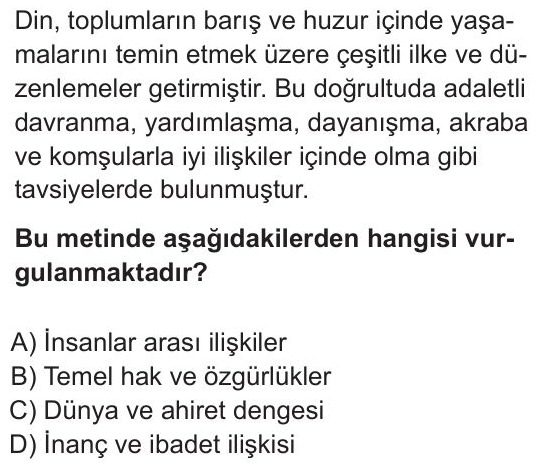 Din, toplumların barış ve huzur içinde yaşa-
malarını temin etmek üzere çeşitli ilke ve dü-
zenlemeler getirmiştir. Bu doğrultuda adaletli
davranma, yardımlaşma, dayanışma, akraba
ve komşularla iyi ilişkiler içinde olma gibi
tavsiyelerde bulunmuştur.
Bu metinde aşağıdakilerden hangisi vur-
gulanmaktadır?
A) İnsanlar arası ilişkiler
B) Temel hak ve özgürlükler
C) Dünya ve ahiret dengesi
D) İnanç ve ibadet ilişkisi